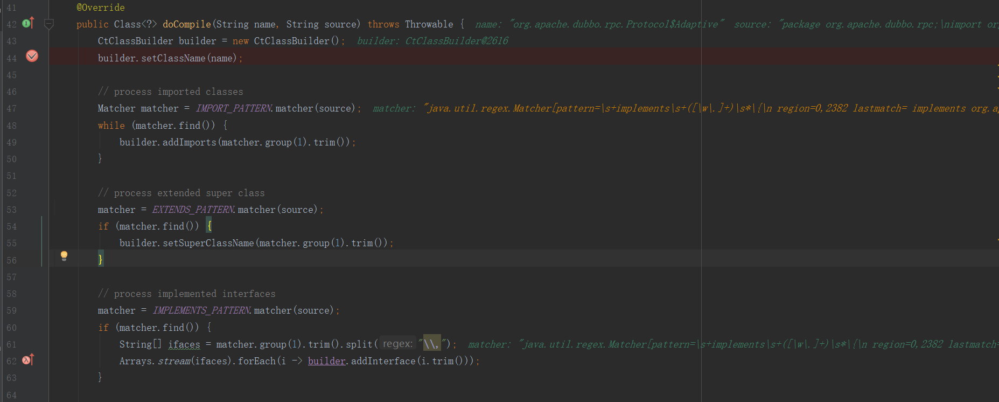 41 @Override
42 public Class<?> doCompile(String name, String source) throws Throwable { name: "org.apache.dubbo.rpc.Protocol$Adaptive" source: "package org.apache.dubbo.rpc;\nimport or
43 CtClassBuilder builder = new CtClassBuilder(); builder: CtClassBuilder@2616
44 builder.setClassName(name);
45
46 // process imported classes
47 Matcher matcher = IMPORT_PATTERN.matcher(source); matcher: "java.util.regex.Matcher[pattern=\s+implements\s+([\w\.]+)\s*\{\n region=0,2382 lastmatch= implements org.ap
48 while (matcher.find()) {
49 builder.addImports(matcher.group(1).trim());
50 }
51
52 // process extended super class
53 matcher = EXTENDS_PATTERN.matcher(source);
54 if (matcher.find()) {
55 builder.setSuperClassName(matcher.group(1).trim());
56 }
57
58 // process implemented interfaces
59 matcher = IMPLEMENTS_PATTERN.matcher(source);
60 if (matcher.find()) {
61 String[] ifaces = matcher.group(1).trim().split( regex: "\\,"); matcher: "java.util.regex.Matcher[pattern=\s+implements\s+([\w\.]+)\s*\{\n region=0,2382 lastmatch=
62 Arrays.stream(ifaces).forEach(i -> builder.addInterface(i.trim()));
63 }
64